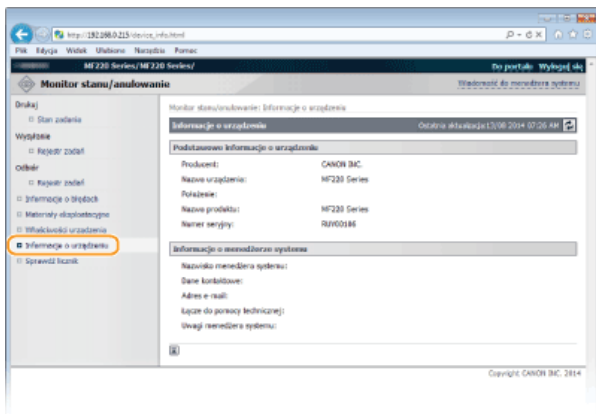 http://192.168.0.215/device_info.html
Plik Edycja Widok Ulubione Narzędzia Pomoc
MF220 Series/MF220 Series/
Do portalu Wyloguj się
Monitor stanu/anulowanie
Wiadomość do menedżera systemu
Drukuj
Stan zadania
Wysyłanie
Rejestr zadań
Odbiór
Rejestr zadań
Informacje o błędach
Materiały eksploatacyjne
Właściwości urządzenia
Informacje o urządzeniu
Sprawdź licznik
Monitor stanu/anulowanie: Informacje o urządzeniu
Informacje o urządzeniu
Ostatnia aktualizacja:13/08 2014 07:26 AM
Podstawowe informacje o urządzeniu
Producent: CANON INC.
Nazwa urządzenia: MF220 Series
Położenie:
Nazwa produktu: MF220 Series
Numer seryjny: RUY00186
Informacje o menedżerze systemu
Nazwisko menedżera systemu:
Dane kontaktowe:
Adres e-mail:
Łącze do pomocy technicznej:
Uwagi menedżera systemu:
Copyright CANON INC. 2014